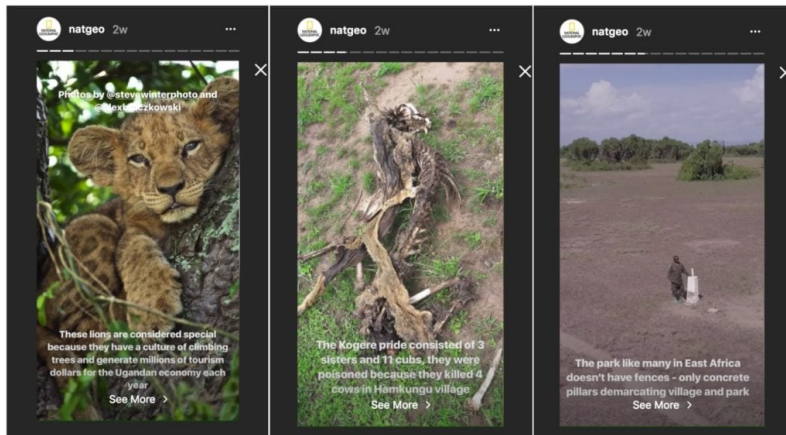 natgeo 2w
Photos by @stevewinterphoto and
These lions are considered special
because they have a culture of climbing
trees and generate millions of tourism
dollars for the Ugandan economy each
year
See More >
natgeo 2w
The Kogere pride consisted of 3
sisters and 11 cubs, they were
poisoned because they killed 4
cows in Hamkungu village
See More >
natgeo 2w
The park like many in East Africa
doesn't have fences - only concrete
pillars demarcating village and park
See More >